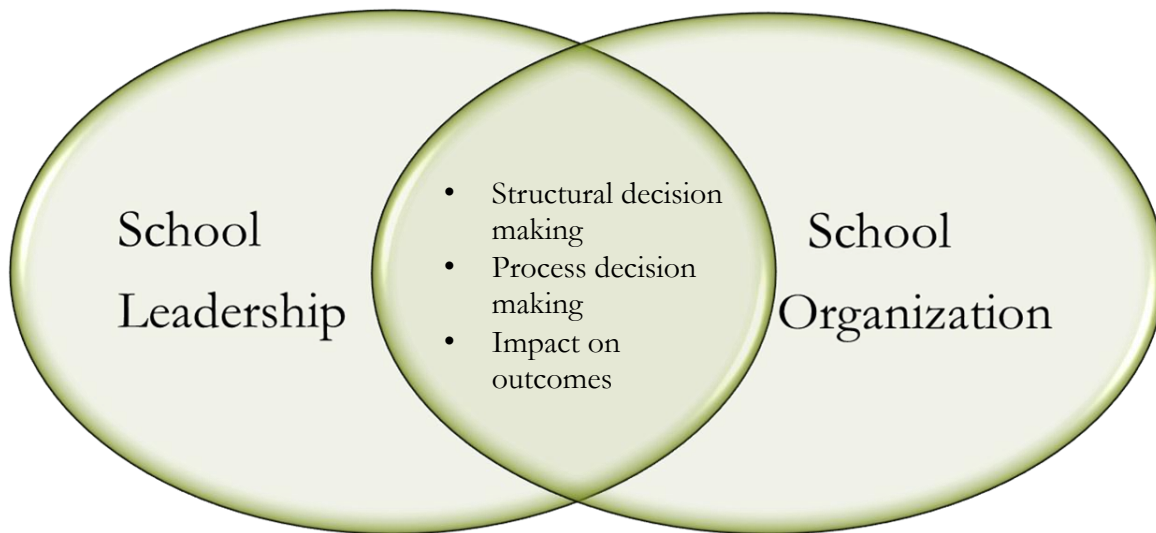 School
Leadership
• Structural decision
making
• Process decision
making
• Impact on
outcomes
School
Organization